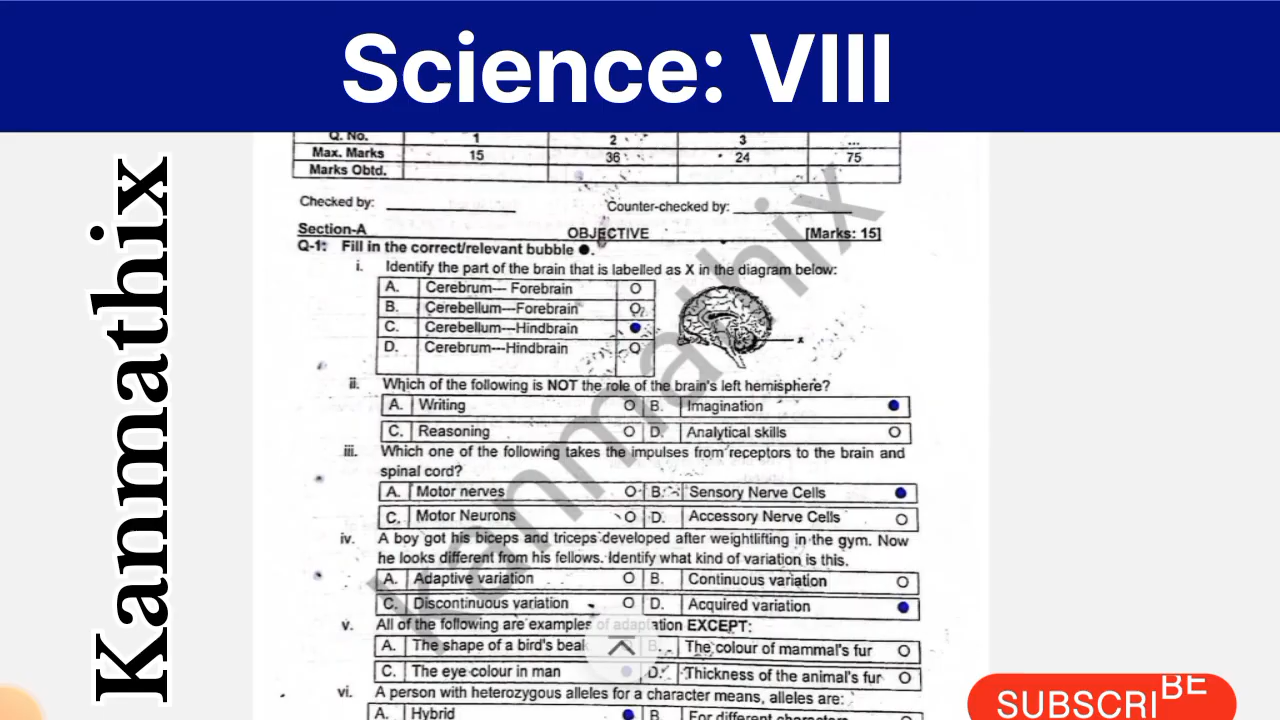 Science: VIII
Kanmathix
Q. No. 1 2 3 ...
Max. Marks 15 36 24 75
Marks Obtd.
Checked by: ____________ Counter-checked by: ____________
Section-A OBJECTIVE [Marks: 15]
Q-1: Fill in the correct/relevant bubble ●.
i. Identify the part of the brain that is labelled as X in the diagram below:
A. Cerebrum--- Forebrain O
B. Cerebellum---Forebrain O
C. Cerebellum---Hindbrain ●
D. Cerebrum---Hindbrain O
x
ii. Which of the following is NOT the role of the brain's left hemisphere?
A. Writing O B. Imagination ●
C. Reasoning O D. Analytical skills O
iii. Which one of the following takes the impulses from receptors to the brain and
spinal cord?
A. Motor nerves O B. Sensory Nerve Cells ●
C. Motor Neurons O D. Accessory Nerve Cells O
iv. A boy got his biceps and triceps developed after weightlifting in the gym. Now
he looks different from his fellows. Identify what kind of variation is this.
A. Adaptive variation O B. Continuous variation O
C. Discontinuous variation O D. Acquired variation ●
v. All of the following are examples of adaptation EXCEPT:
A. The shape of a bird's beak B. The colour of mammal's fur O
C. The eye colour in man ● D. Thickness of the animal's fur O
vi. A person with heterozygous alleles for a character means, alleles are:
A. Hybrid ● B. For different characters
kanmathix
SUBSCRIBE